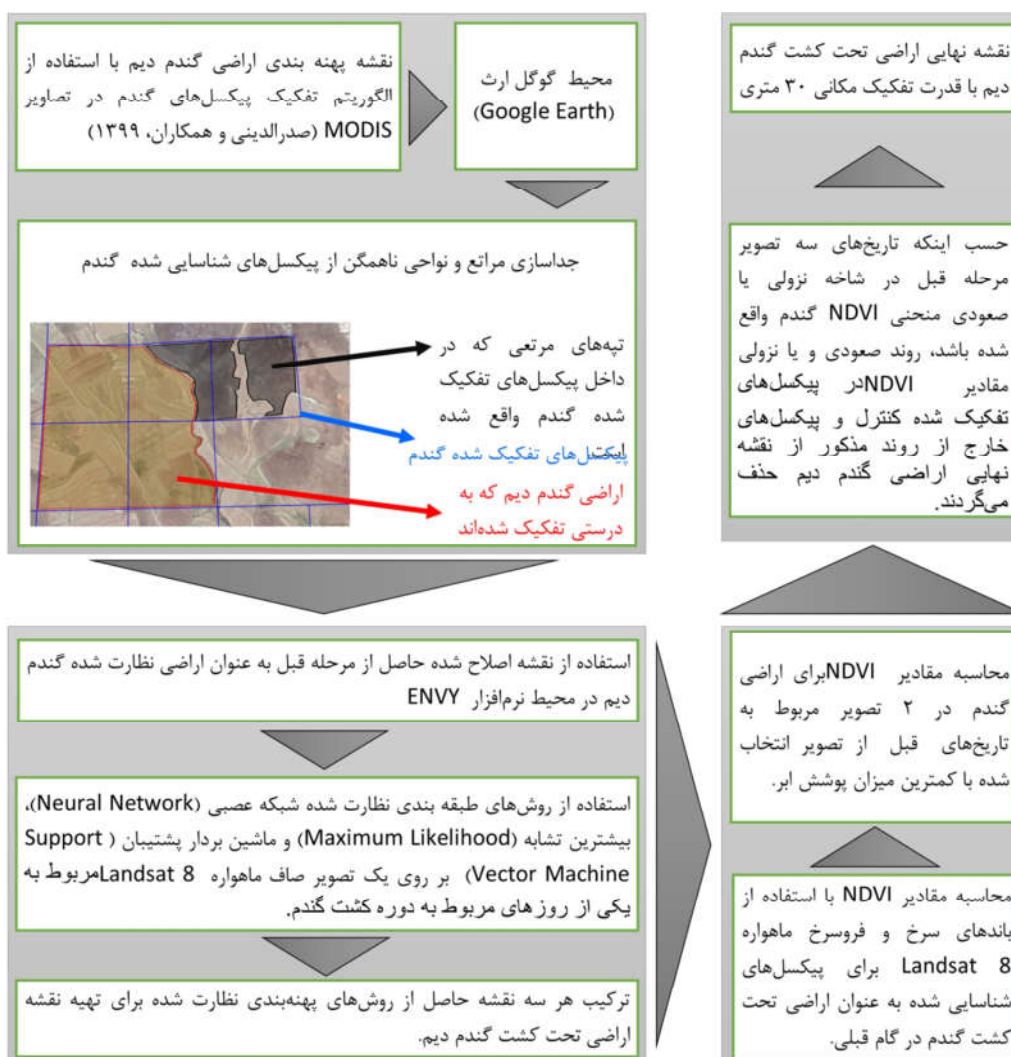 نقشه پهنه بندی اراضی گندم دیم با استفاده از
الگوریتم تفکیک پیکسل‌های گندم در تصاویر
MODIS (صدرالدینی و همکاران، ۱۳۹۹)
محیط گوگل ارث
(Google Earth)
جداسازی مراتع و نواحی ناهمگن از پیکسل‌های شناسایی شده گندم
تپه‌های مرتعی که در
داخل پیکسل‌های تفکیک
شده گندم واقع شده
است
پیکسل‌های تفکیک شده گندم
اراضی گندم دیم که به
درستی تفکیک شده‌اند
استفاده از نقشه اصلاح شده حاصل از مرحله قبل به عنوان اراضی نظارت شده گندم
دیم در محیط نرم‌افزار ENVY
استفاده از روش‌های طبقه بندی نظارت شده شبکه عصبی (Neural Network)،
بیشترین تشابه (Maximum Likelihood) و ماشین بردار پشتیبان ( Support
Vector Machine) بر روی یک تصویر صاف ماهواره Landsat 8مربوط به
یکی از روزهای مربوط به دوره کشت گندم.
ترکیب هر سه نقشه حاصل از روش‌های پهنه‌بندی نظارت شده برای تهیه نقشه
اراضی تحت کشت گندم دیم.
محاسبه مقادیر NDVI با استفاده از
باندهای سرخ و فروسرخ ماهواره
Landsat 8 برای پیکسل‌های
شناسایی شده به عنوان اراضی تحت
کشت گندم در گام قبلی.
محاسبه مقادیر NDVIبرای اراضی
گندم در ۲ تصویر مربوط به
تاریخ‌های قبل از تصویر انتخاب
شده با کمترین میزان پوشش ابر.
حسب اینکه تاریخ‌های سه تصویر
مرحله قبل در شاخه نزولی یا
صعودی منحنی NDVI گندم واقع
شده باشد، روند صعودی و یا نزولی
مقادیر NDVIدر پیکسل‌های
تفکیک شده کنترل و پیکسل‌های
خارج از روند مذکور از نقشه
نهایی اراضی گندم دیم حذف
می‌گردند.
نقشه نهایی اراضی تحت کشت گندم
دیم با قدرت تفکیک مکانی ۳۰ متری